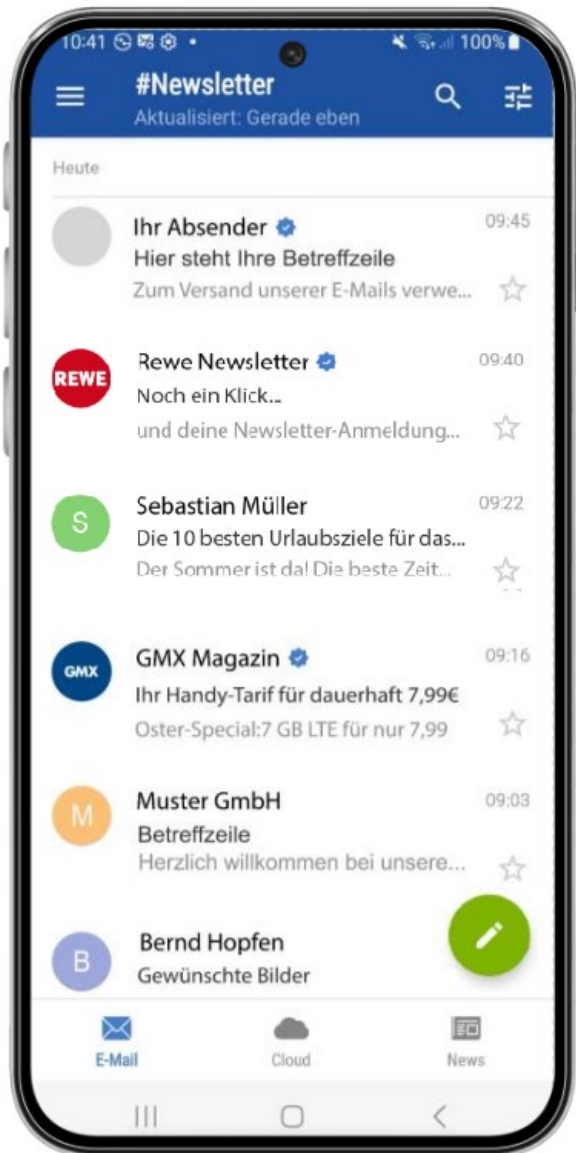 10:41
100%
#Newsletter
Aktualisiert: Gerade eben
Heute
Ihr Absender 09:45
Hier steht Ihre Betreffzeile
Zum Versand unserer E-Mails verwe...
REWE
Rewe Newsletter 09:40
Noch ein Klick...
und deine Newsletter-Anmeldung...
S
Sebastian Müller 09:22
Die 10 besten Urlaubsziele für das...
Der Sommer ist da! Die beste Zeit...
GMX
GMX Magazin 09:16
Ihr Handy-Tarif für dauerhaft 7,99€
Oster-Special:7 GB LTE für nur 7,99
M
Muster GmbH 09:03
Betreffzeile
Herzlich willkommen bei unsere...
B
Bernd Hopfen
Gewünschte Bilder
E-Mail Cloud News